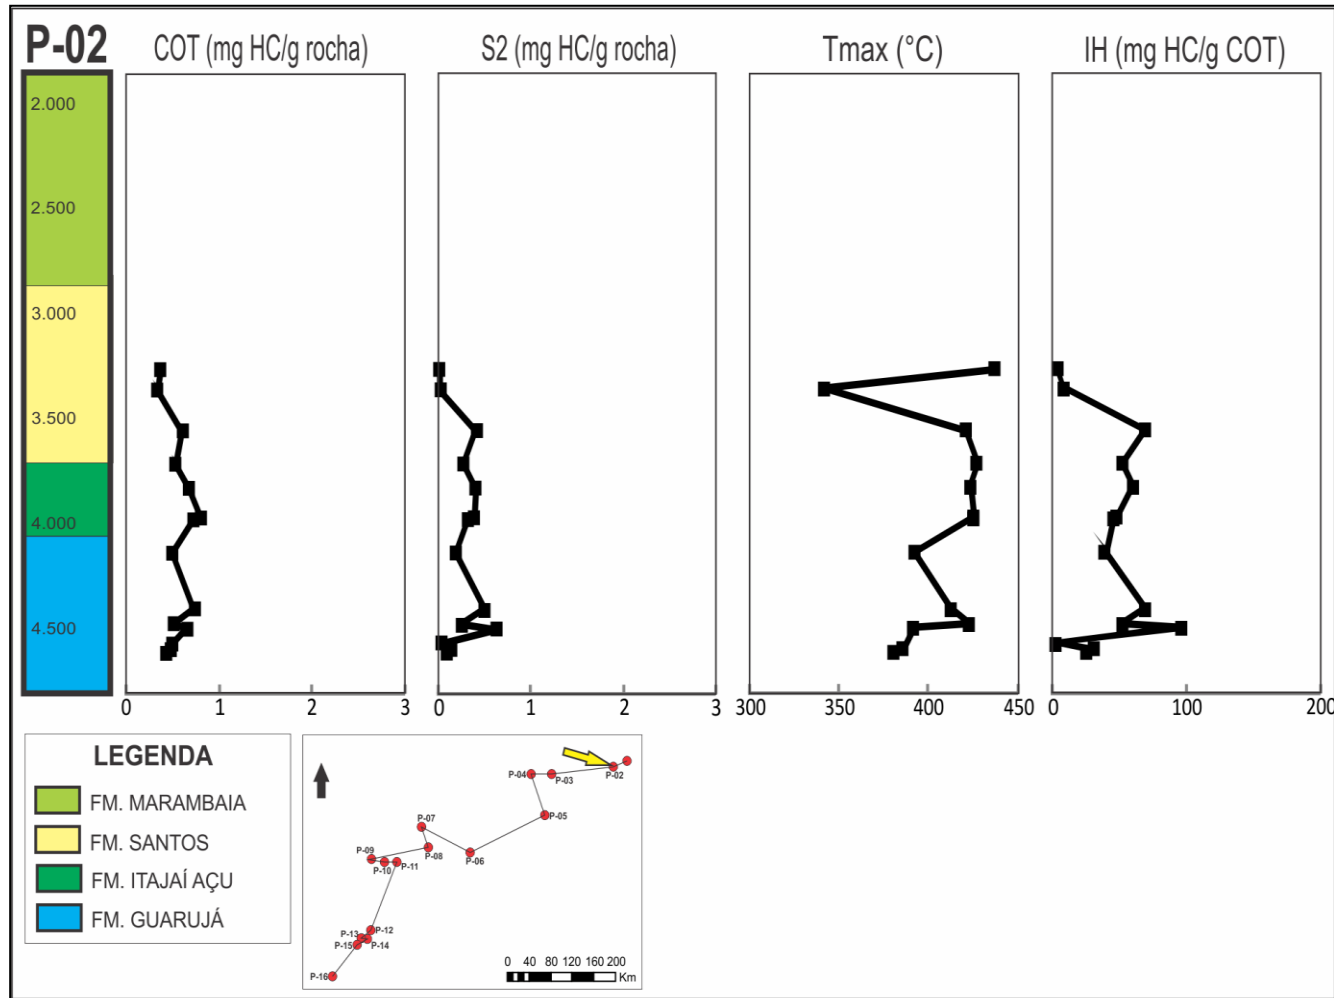 P-02
COT (mg HC/g rocha)
S2 (mg HC/g rocha)
Tmax (°C)
IH (mg HC/g COT)
2.000
2.500
3.000
3.500
4.000
4.500
0 1 2 3
0 1 2 3
300 350 400 450
0 100 200
LEGENDA
FM. MARAMBAIA
FM. SANTOS
FM. ITAJAÍ AÇU
FM. GUARUJÁ
P-04
P-03
P-02
P-05
P-07
P-08
P-06
P-09
P-10
P-11
P-12
P-13
P-14
P-15
P-16
0 40 80 120 160 200
Km